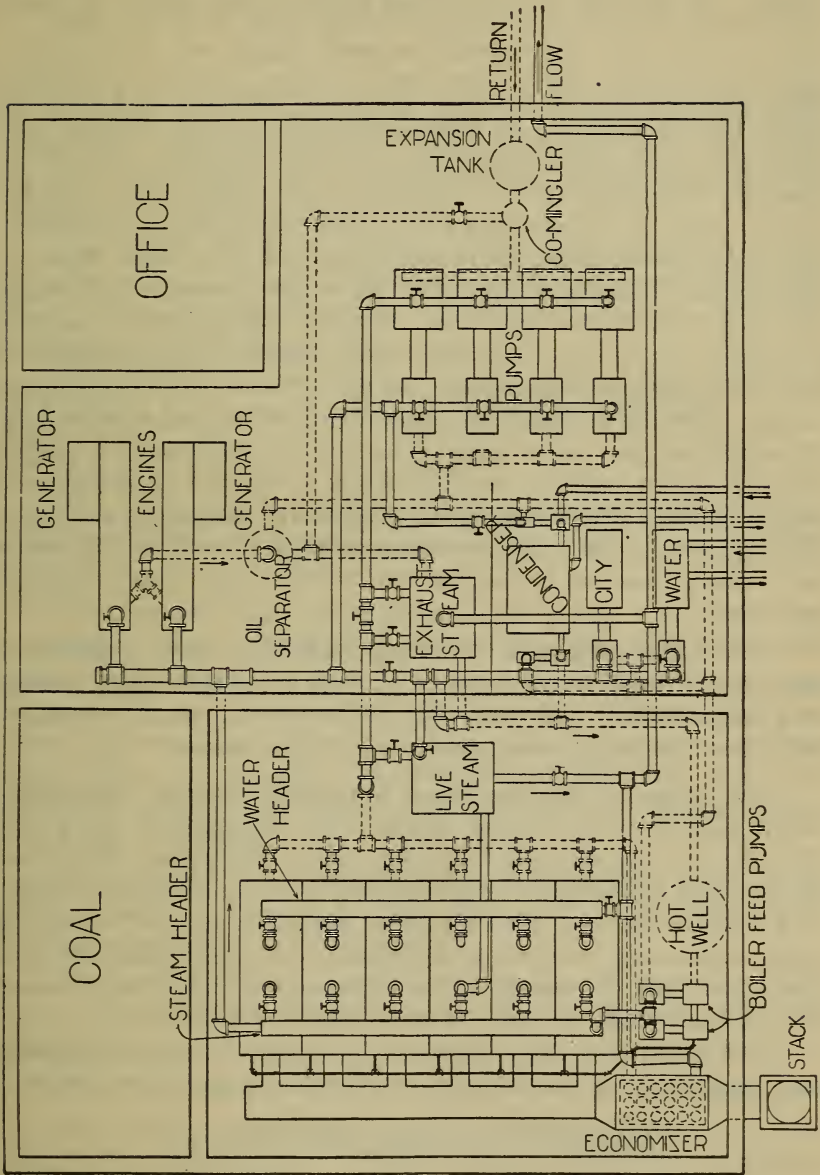 RETURN
FLOW
EXPANSION
TANK
CO-MINGLER
OFFICE
GENERATOR
ENGINES
GENERATOR
OIL
SEPARATOR
PUMPS
EXHAUST
STEAM
CONDENSER
CITY
WATER
COAL
STEAM HEADER
WATER
HEADER
LIVE
STEAM
HOT
WELL
BOILER FEED PUMPS
STACK
ECONOMIZER